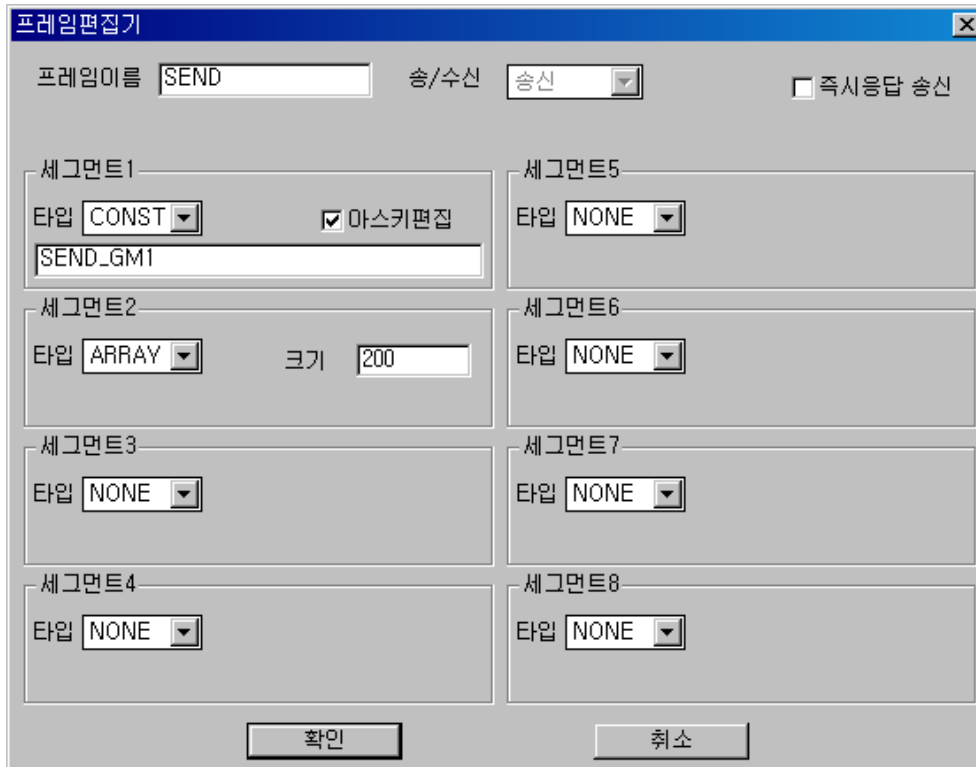 프레임편집기
프레임이름 SEND 송/수신 송신 즉시응답 송신
세그먼트1
타입 CONST 아스키편집
SEND_GM1
세그먼트2
타입 ARRAY 크기 200
세그먼트3
타입 NONE
세그먼트4
타입 NONE
세그먼트5
타입 NONE
세그먼트6
타입 NONE
세그먼트7
타입 NONE
세그먼트8
타입 NONE
확인 취소